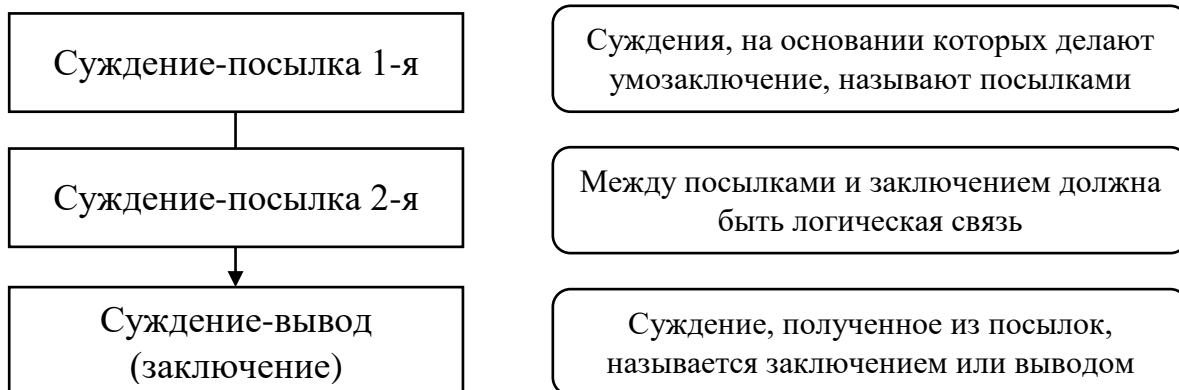 Суждение-посылка 1-я
Суждения, на основании которых делают
умозаключение, называют посылками
Суждение-посылка 2-я
Между посылками и заключением должна
быть логическая связь
Суждение-вывод
(заключение)
Суждение, полученное из посылок,
называется заключением или выводом